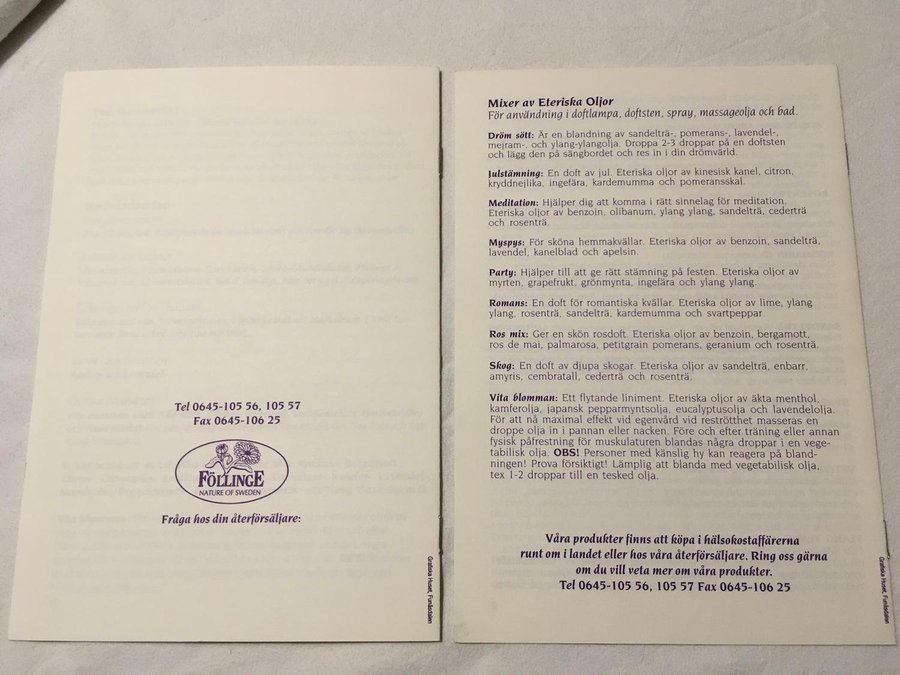 Tel 0645-105 56, 105 57
Fax 0645-106 25
FÖLLINGE
NATURE OF SWEDEN
Fråga hos din återförsäljare:
Grafiska Huset, Funäsdalen
Mixer av Eteriska Oljor
För användning i doftlampa, doftsten, spray, massageolja och bad.
Dröm sött: Är en blandning av sandelträ-, pomerans-, lavendel-,
mejram-, och ylang-ylangolja. Droppa 2-3 droppar på en doftsten
och lägg den på sängbordet och res in i din drömvärld.
Julstämning: En doft av jul. Eteriska oljor av kinesisk kanel, citron,
kryddnejlika, ingefära, kardemumma och pomeransskal.
Meditation: Hjälper dig att komma i rätt sinnelag för meditation.
Eteriska oljor av benzoin, olibanum, ylang ylang, sandelträ, cederträ
och rosenträ.
Myspys: För sköna hemmakvällar. Eteriska oljor av benzoin, sandelträ,
lavendel, kanelblad och apelsin.
Party: Hjälper till att ge rätt stämning på festen. Eteriska oljor av
myrten, grapefrukt, grönmynta, ingefära och ylang ylang.
Romans: En doft för romantiska kvällar. Eteriska oljor av lime, ylang
ylang, rosenträ, sandelträ, kardemumma och svartpeppar
Ros mix: Ger en skön rosdoft. Eteriska oljor av benzoin, bergamott,
ros de mai, palmarosa, petitgrain pomerans, geranium och rosenträ.
Skog: En doft av djupa skogar. Eteriska oljor av sandelträ, enbarr,
amyris, cembratall, cederträ och rosenträ.
Vita blomman: Ett flytande liniment. Eteriska oljor av äkta menthol,
kamferolja, japansk pepparmyntsolja, eucalyptusolja och lavendelolja.
För att nå maximal effekt vid egenvård vid reströtthet masseras en
droppe olja in i pannan eller nacken. Före och efter träning eller annan
fysisk påfrestning för muskulaturen blandas några droppar i en vege-
tabilisk olja. OBS! Personer med känslig hy kan reagera på bland-
ningen! Prova försiktigt! Lämplig att blanda med vegetabilisk olja,
tex 1-2 droppar till en tesked olja.
Våra produkter finns att köpa i hälsokostaffärerna
runt om i landet eller hos våra återförsäljare. Ring oss gärna
om du vill veta mer om våra produkter.
Tel 0645-105 56, 105 57 Fax 0645-106 25
Grafiska Huset, Funäsdalen